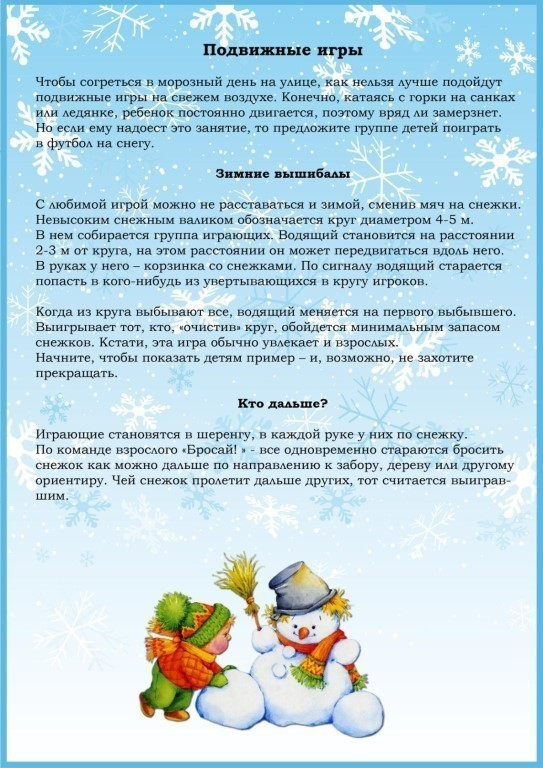 Подвижные игры
Чтобы согреться в морозный день на улице, как нельзя лучше подойдут
подвижные игры на свежем воздухе. Конечно, катаясь с горки на санках
или ледянке, ребенок постоянно двигается, поэтому вряд ли замерзнет.
Но если ему надоест это занятие, то предложите группе детей поиграть
в футбол на снегу.
Зимние вышибалы
С любимой игрой можно не расставаться и зимой, сменив мяч на снежки.
Невысоким снежным валиком обозначается круг диаметром 4-5 м.
В нем собирается группа играющих. Водящий становится на расстоянии
2-3 м от круга, на этом расстоянии он может передвигаться вдоль него.
В руках у него – корзинка со снежками. По сигналу водящий старается
попасть в кого-нибудь из увертывающихся в кругу игроков.
Когда из круга выбывают все, водящий меняется на первого выбывшего.
Выигрывает тот, кто, «очистив» круг, обойдется минимальным запасом
снежков. Кстати, эта игра обычно увлекает и взрослых.
Начните, чтобы показать детям пример – и, возможно, не захотите
прекращать.
Кто дальше?
Играющие становятся в шеренгу, в каждой руке у них по снежку.
По команде взрослого «Бросай! » - все одновременно стараются бросить
снежок как можно дальше по направлению к забору, дереву или другому
ориентиру. Чей снежок пролетит дальше других, тот считается выиграв-
шим.